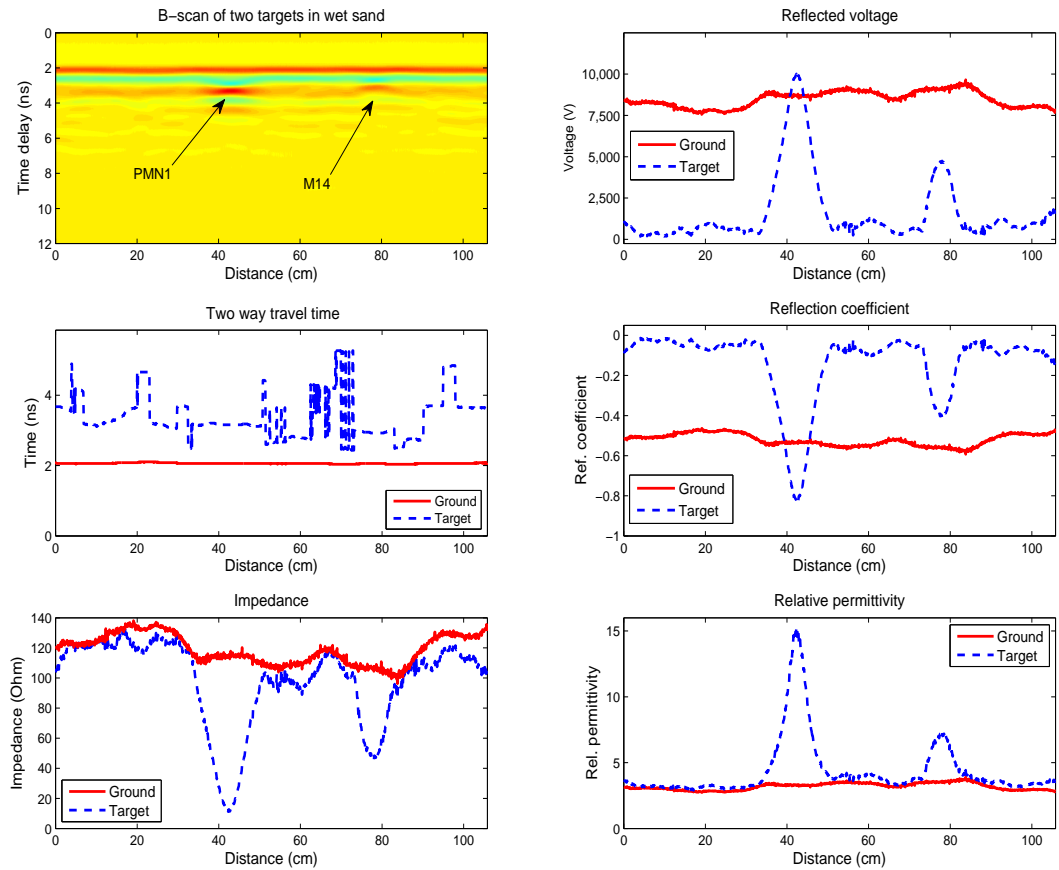 B−scan of two targets in wet sand
0
2
4
6
8
10
12
Time delay (ns)
PMN1
M14
0 20 40 60 80 100
Distance (cm)
Reflected voltage
10,000
7,500
5,000
2,500
0
Voltage (V)
Ground
Target
0 20 40 60 80 100
Distance (cm)
Two way travel time
4
2
0
Time (ns)
Ground
Target
0 20 40 60 80 100
Distance (cm)
Reflection coefficient
0
−0.2
−0.4
−0.6
−0.8
−1
Ref. coefficient
Ground
Target
0 20 40 60 80 100
Distance (cm)
Impedance
140
120
100
80
60
40
20
0
Impedance (Ohm)
Ground
Target
0 20 40 60 80 100
Distance (cm)
Relative permittivity
15
10
5
0
Rel. permittivity
Ground
Target
0 20 40 60 80 100
Distance (cm)